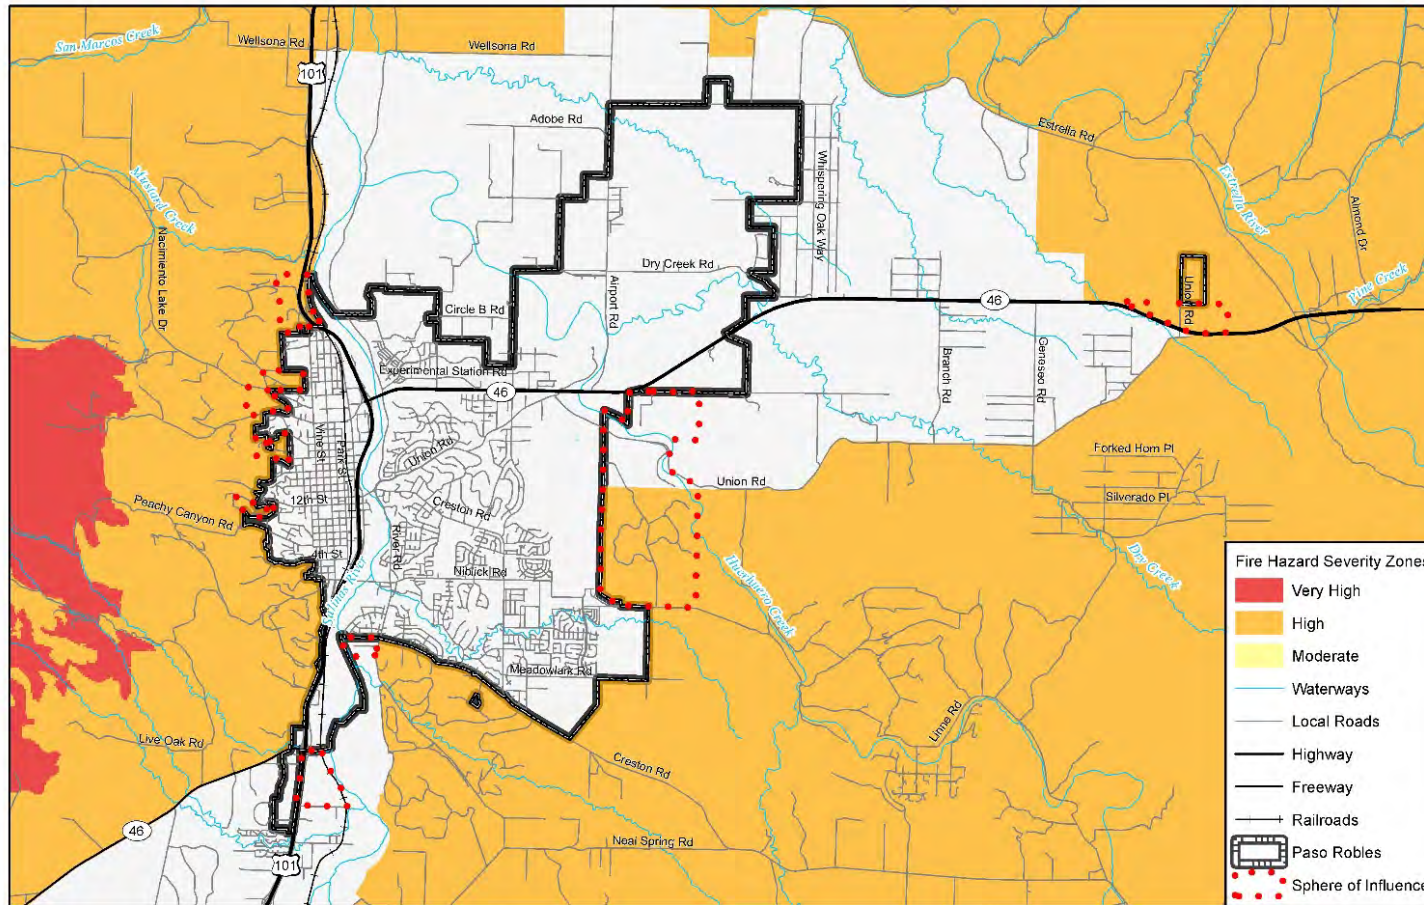 San Marcos Creek
Wellsona Rd
Wellsona Rd
101
Adobe Rd
Estrella Rd
Mustard Creek
Whispering Oak Way
Estrella River
Almond Dr
Nacimiento Lake Dr
Dry Creek Rd
Airport Rd
Union Rd
Pine Creek
Circle B Rd
46
Experimental Station Rd
46
Branch Rd
Geneseo Rd
Vine St
Park St
Union Rd
Forked Horn Pl
12th St
Creston Rd
Union Rd
Silverado Pl
Peachy Canyon Rd
River Rd
4th St
Niblick Rd
Dry Creek
Salinas River
Huerhuero Creek
Meadowlark Rd
Live Oak Rd
Linne Rd
Creston Rd
46
Neal Spring Rd
101
Fire Hazard Severity Zones
Very High
High
Moderate
Waterways
Local Roads
Highway
Freeway
Railroads
Paso Robles
Sphere of Influence